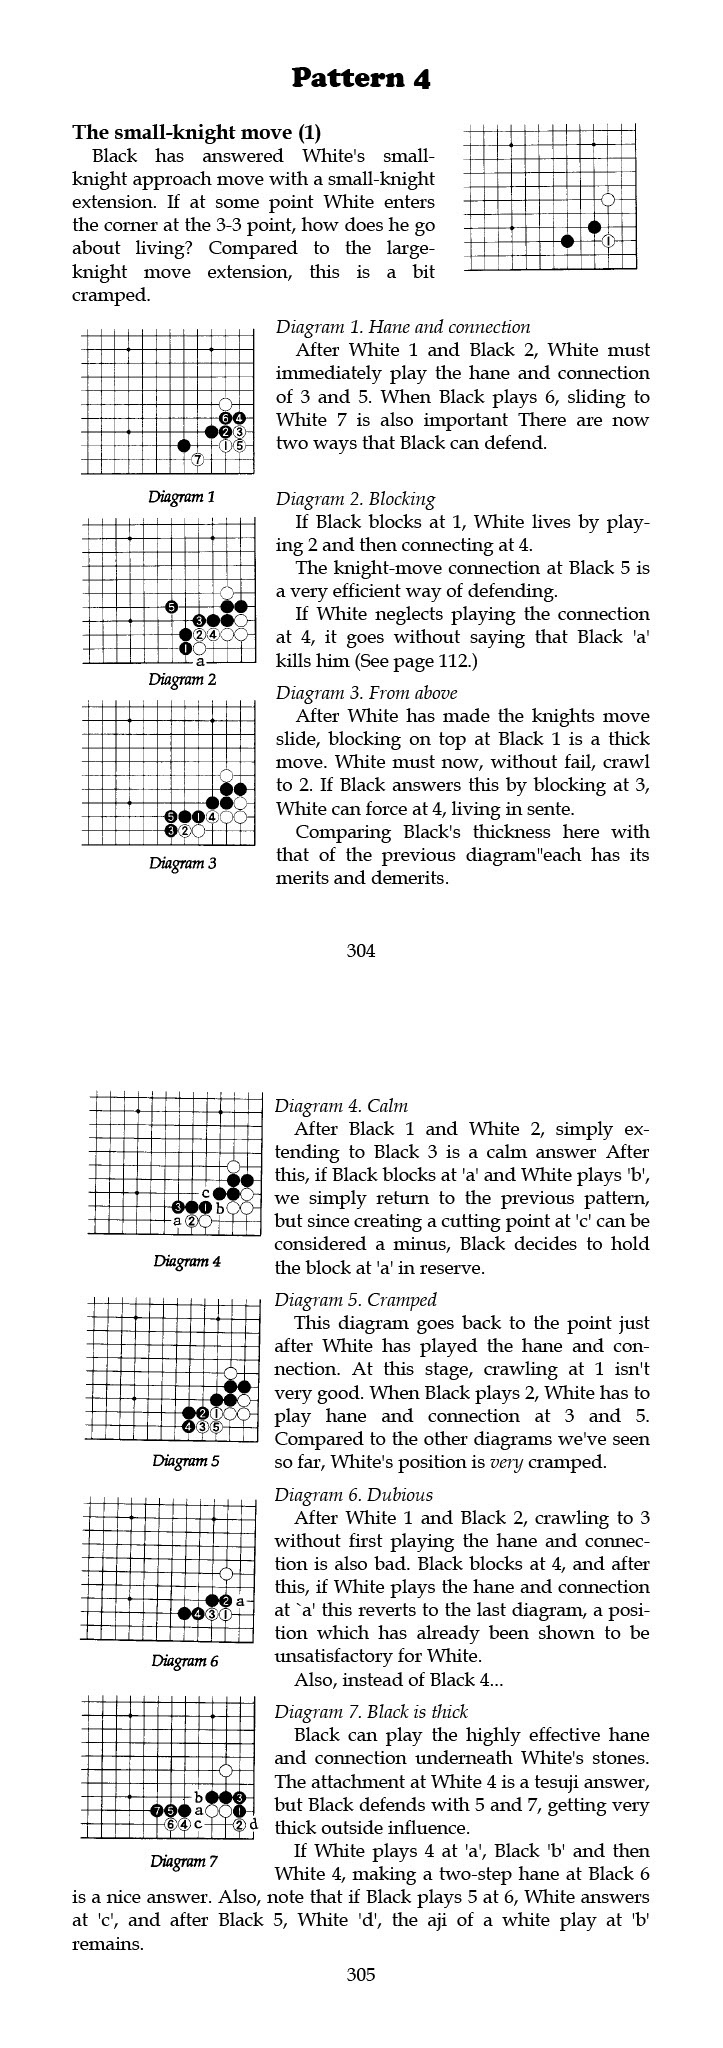 Pattern 4
The small-knight move (1)
Black has answered White's small-
knight approach move with a small-knight
extension. If at some point White enters
the corner at the 3-3 point, how does he go
about living? Compared to the large-
knight move extension, this is a bit
cramped.
1
Diagram 1. Hane and connection
After White 1 and Black 2, White must
immediately play the hane and connection
of 3 and 5. When Black plays 6, sliding to
White 7 is also important There are now
two ways that Black can defend.
6 4
2 3
1 5
7
Diagram 1
Diagram 2. Blocking
If Black blocks at 1, White lives by play-
ing 2 and then connecting at 4.
The knight-move connection at Black 5 is
a very efficient way of defending.
If White neglects playing the connection
at 4, it goes without saying that Black 'a'
kills him (See page 112.)
5
3
2 4
1
a
Diagram 2
Diagram 3. From above
After White has made the knights move
slide, blocking on top at Black 1 is a thick
move. White must now, without fail, crawl
to 2. If Black answers this by blocking at 3,
White can force at 4, living in sente.
Comparing Black's thickness here with
that of the previous diagram"each has its
merits and demerits.
5 1 4
3 2
Diagram 3
304
Diagram 4. Calm
After Black 1 and White 2, simply ex-
tending to Black 3 is a calm answer After
this, if Black blocks at 'a' and White plays 'b',
we simply return to the previous pattern,
but since creating a cutting point at 'c' can be
considered a minus, Black decides to hold
the block at 'a' in reserve.
c
3 1 b
a 2
Diagram 4
Diagram 5. Cramped
This diagram goes back to the point just
after White has played the hane and con-
nection. At this stage, crawling at 1 isn't
very good. When Black plays 2, White has to
play hane and connection at 3 and 5.
Compared to the other diagrams we've seen
so far, White's position is very cramped.
2 1
4 3 5
Diagram 5
Diagram 6. Dubious
After White 1 and Black 2, crawling to 3
without first playing the hane and connec-
tion is also bad. Black blocks at 4, and after
this, if White plays the hane and connection
at `a' this reverts to the last diagram, a posi-
tion which has already been shown to be
unsatisfactory for White.
Also, instead of Black 4...
2 a
4 3 1
Diagram 6
Diagram 7. Black is thick
Black can play the highly effective hane
and connection underneath White's stones.
The attachment at White 4 is a tesuji answer,
but Black defends with 5 and 7, getting very
thick outside influence.
If White plays 4 at 'a', Black 'b' and then
White 4, making a two-step hane at Black 6
is a nice answer. Also, note that if Black plays 5 at 6, White answers
at 'c', and after Black 5, White 'd', the aji of a white play at 'b'
remains.
b 3
7 5 a 1
6 4 c 2 d
Diagram 7
305